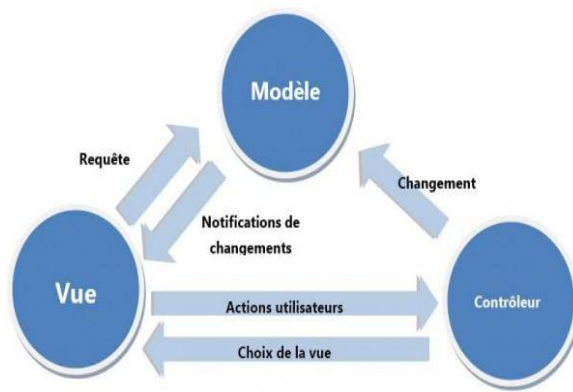 Modèle
Requête
Changement
Notifications de
changements
Vue
Actions utilisateurs
Contrôleur
Choix de la vue